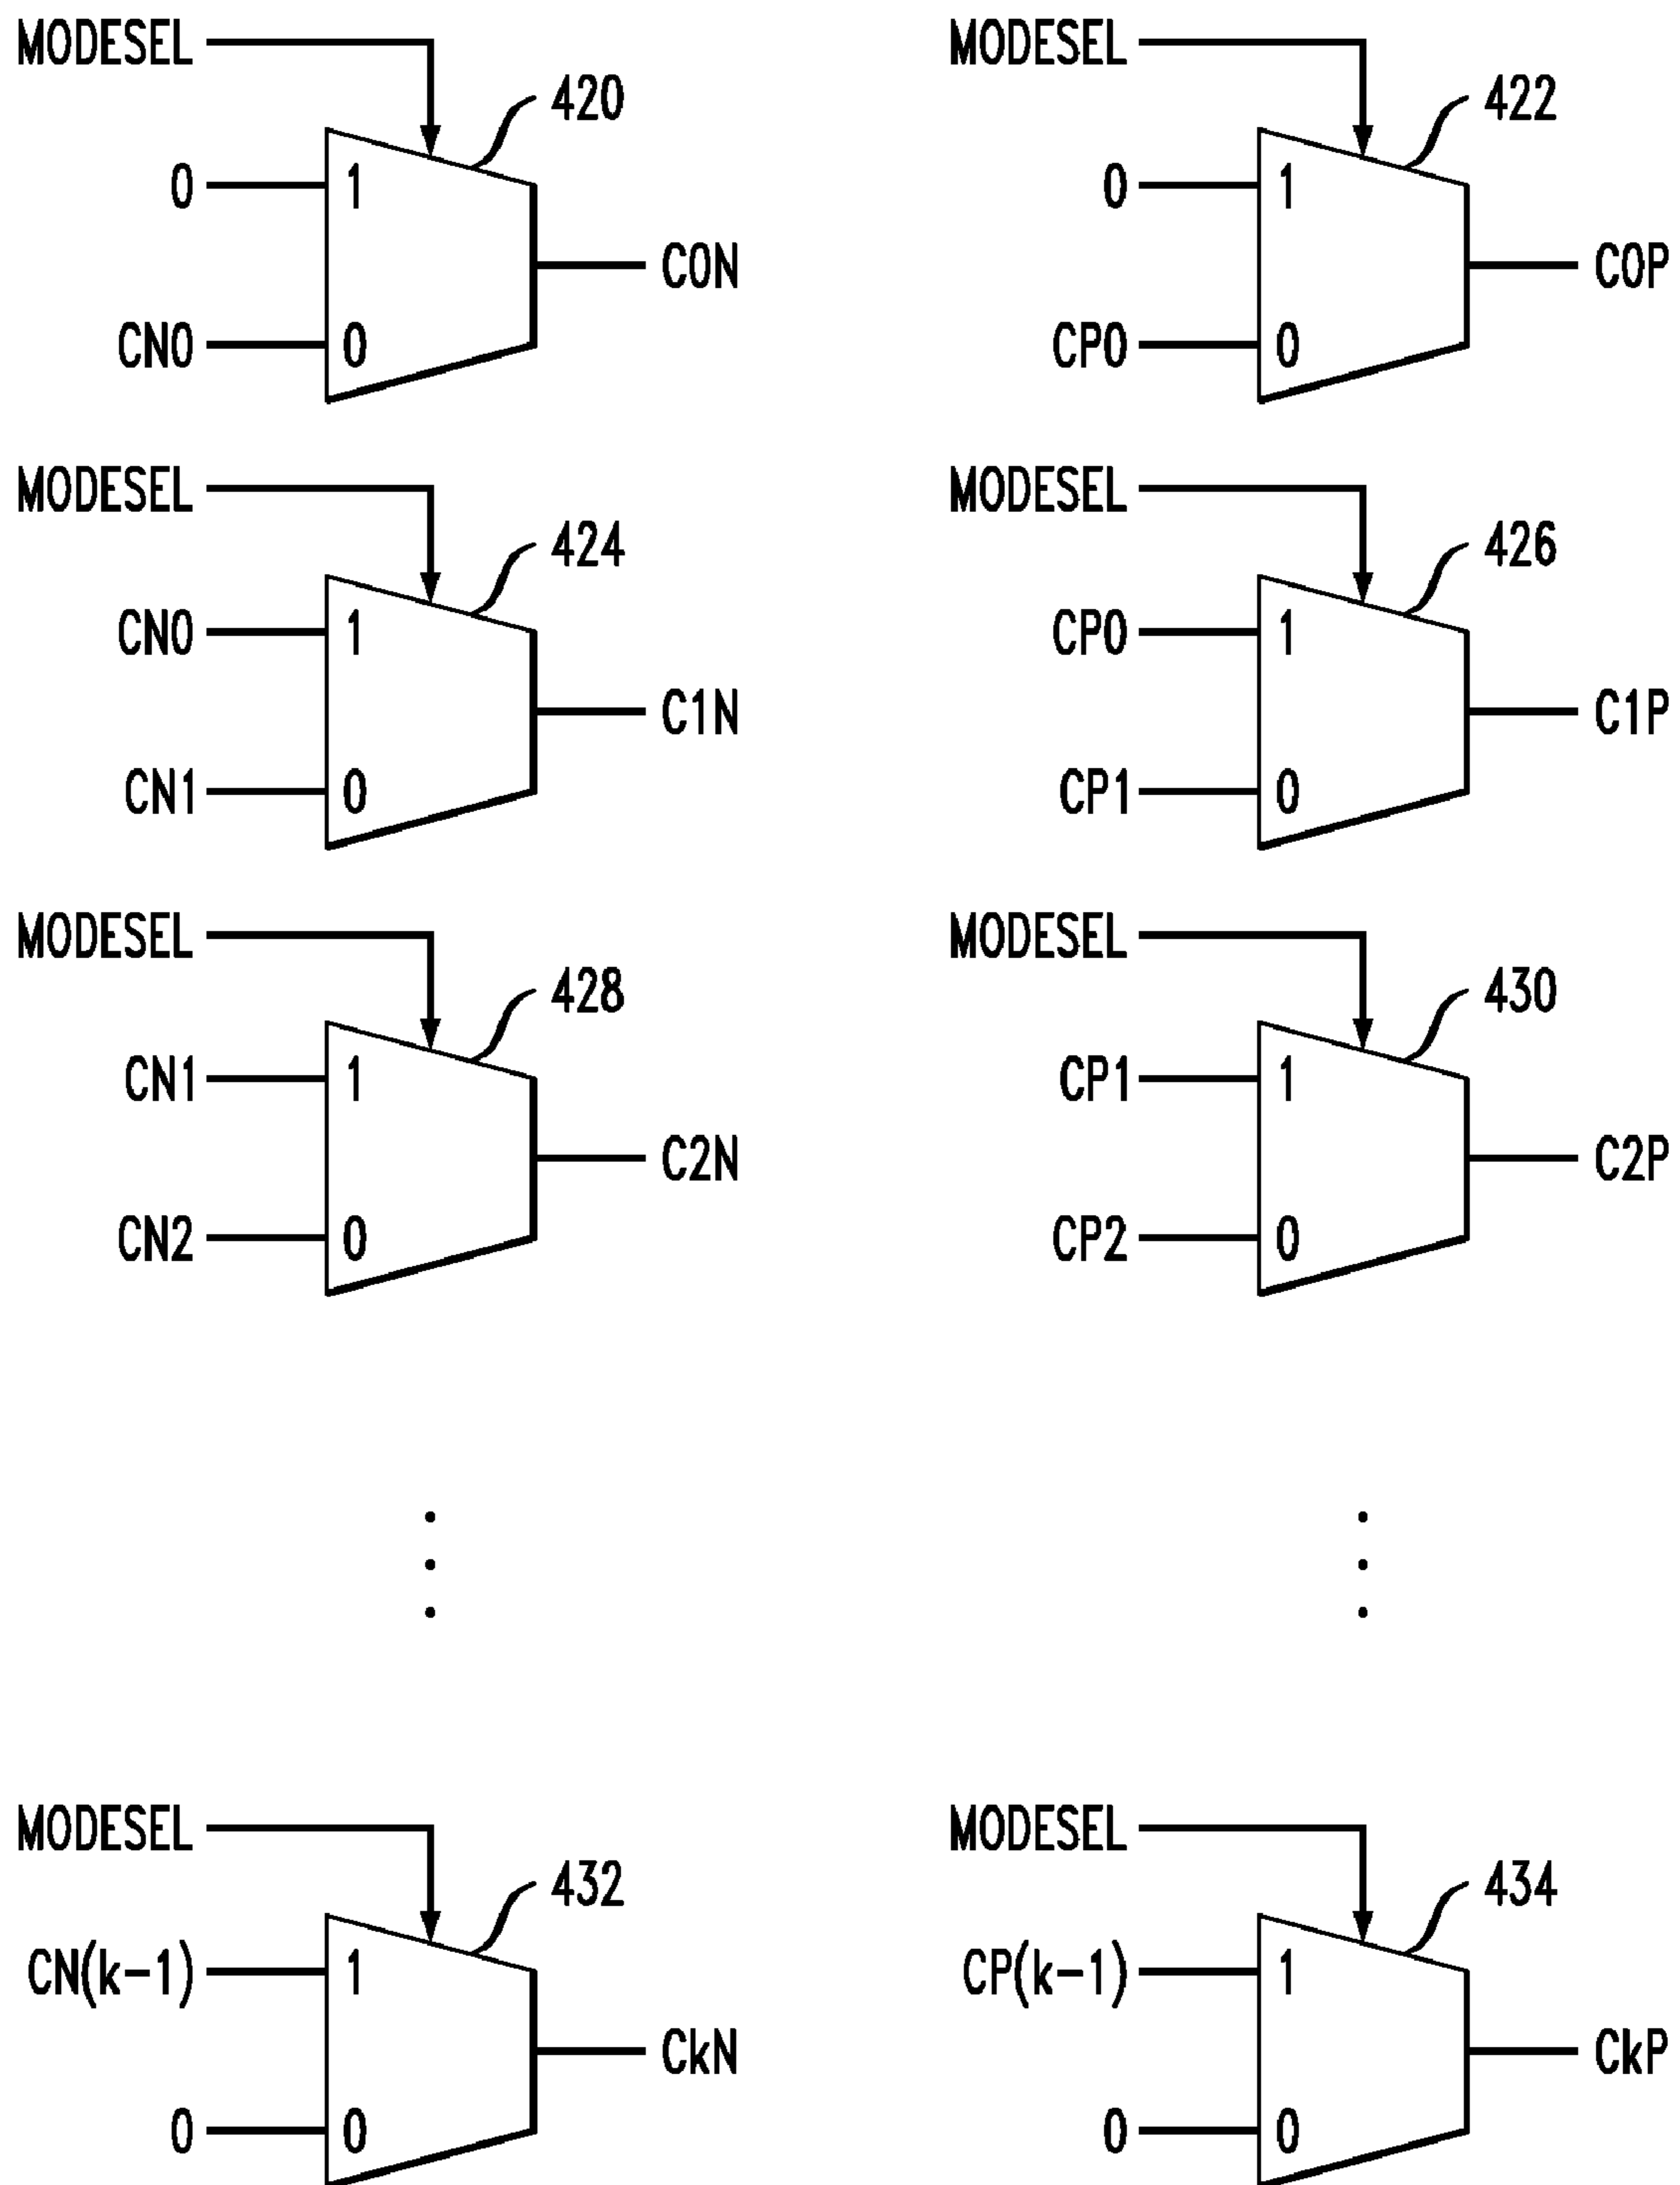 MODESEL
420
0
1
C0N
CN0
0
MODESEL
422
0
1
C0P
CP0
0
MODESEL
424
CN0
1
C1N
CN1
0
MODESEL
426
CP0
1
C1P
CP1
0
MODESEL
428
CN1
1
C2N
CN2
0
MODESEL
430
CP1
1
C2P
CP2
0
MODESEL
432
CN(k-1)
1
CkN
0
0
MODESEL
434
CP(k-1)
1
CkP
0
0